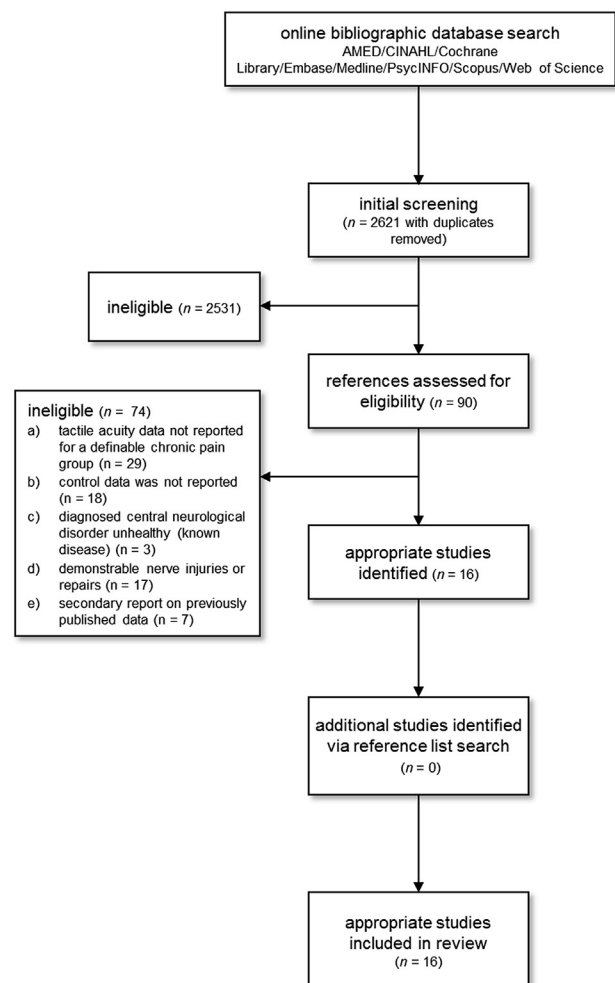 online bibliographic database search
AMED/CINAHL/Cochrane
Library/Embase/Medline/PsycINFO/Scopus/Web of Science
initial screening
(n = 2621 with duplicates
removed)
ineligible (n = 2531)
references assessed for
eligibility (n = 90)
ineligible (n = 74)
a) tactile acuity data not reported
for a definable chronic pain
group (n = 29)
b) control data was not reported
(n = 18)
c) diagnosed central neurological
disorder unhealthy (known
disease) (n = 3)
d) demonstrable nerve injuries or
repairs (n = 17)
e) secondary report on previously
published data (n = 7)
appropriate studies
identified (n = 16)
additional studies identified
via reference list search
(n = 0)
appropriate studies
included in review
(n = 16)